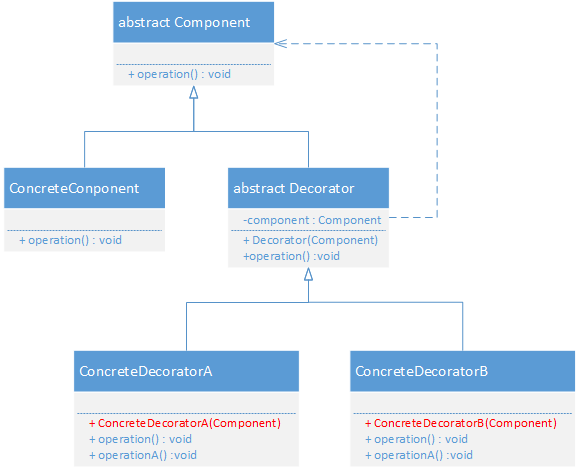 abstract Component
+ operation() : void
ConcreteConponent
+ operation() : void
abstract Decorator
-component : Component
+ Decorator(Component)
+operation() :void
ConcreteDecoratorA
+ ConcreteDecoratorA(Component)
+ operation() : void
+ operationA() :void
ConcreteDecoratorB
+ ConcreteDecoratorB(Component)
+ operation() : void
+ operationA() :void